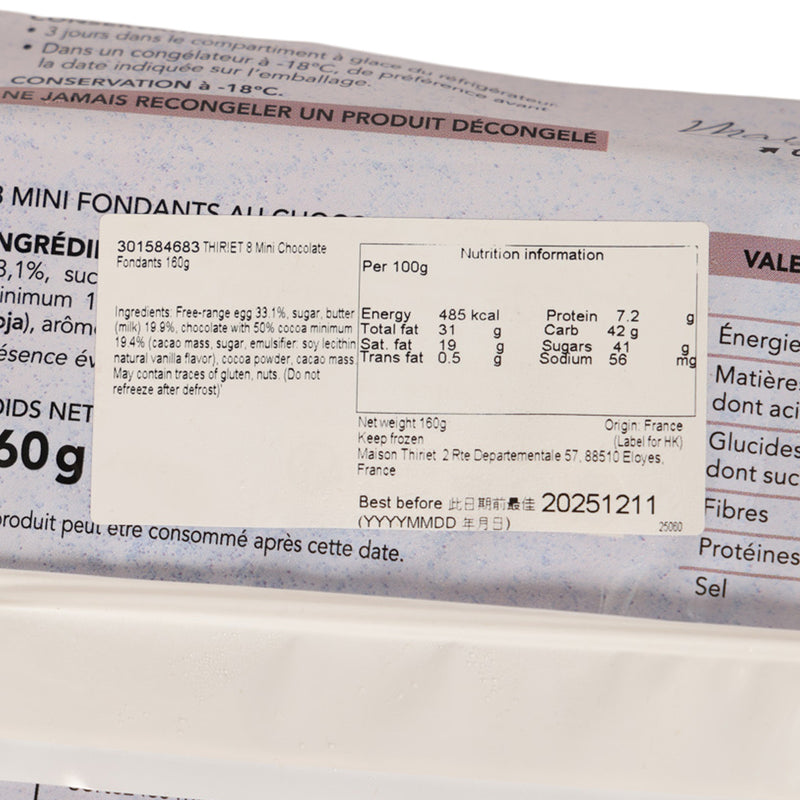 • 3 jours dans le compartiment à glace du réfrigérateur.
• Dans un congélateur à -18°C, de préférence avant
la date indiquée sur l'emballage.
CONSERVATION à -18°C.
NE JAMAIS RECONGELER UN PRODUIT DÉCONGELÉ
8 MINI FONDANTS AU CHOCO
NGRÉDI
3,1%, suc
inimum 1
oja), arôm
ésence év
OIDS NET
60g
produit peut être consommé après cette date.
301584683 THIRIET 8 Mini Chocolate
Fondants 160g
Ingredients: Free-range egg 33.1%, sugar, butter
(milk) 19.9%, chocolate with 50% cocoa minimum
19.4% (cacao mass, sugar, emulsifier: soy lecithin
natural vanilla flavor), cocoa powder, cacao mass.
May contain traces of gluten, nuts. (Do not
refreeze after defrost)
Nutrition information
Per 100g
Energy 485 kcal Protein 7.2 g
Total fat 31 g Carb 42 g
Sat. fat 19 g Sugars 41 g
Trans fat 0.5 g Sodium 56 mg
Net weight 160g Origin: France
Keep frozen (Label for HK)
Maison Thiriet 2 Rte Departementale 57, 88510 Eloyes,
France
Best before 此日期前最佳 20251211
(YYYYMMDD 年月日) 25060
VALE
Énergie
Matière
dont aci
Glucides
dont suc
Fibres
Protéines
Sel